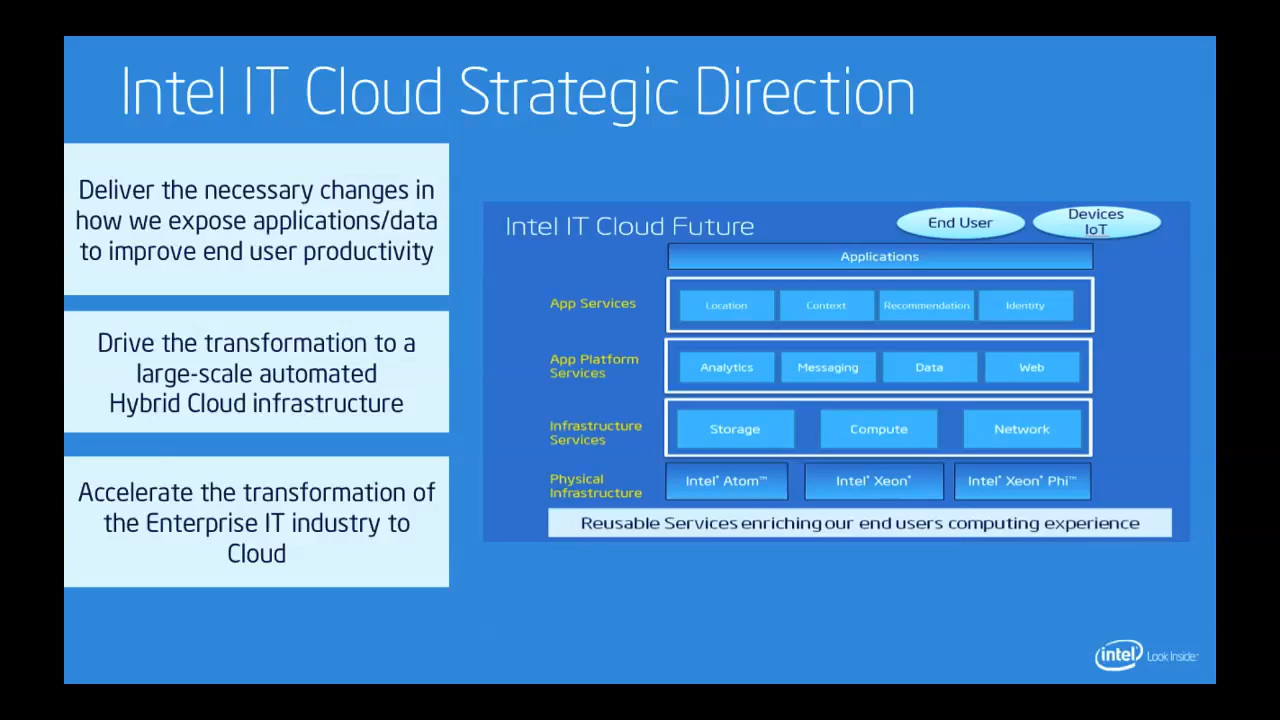 Intel IT Cloud Strategic Direction
Deliver the necessary changes in
how we expose applications/data
to improve end user productivity
Drive the transformation to a
large-scale automated
Hybrid Cloud infrastructure
Accelerate the transformation of
the Enterprise IT industry to
Cloud
Intel IT Cloud Future
End User
Devices
IoT
Applications
App Services
Location
Context
Recommendation
Identity
App Platform
Services
Analytics
Messaging
Data
Web
Infrastructure
Services
Storage
Compute
Network
Physical
Infrastructure
Intel® Atom™
Intel® Xeon®
Intel® Xeon® Phi™
Reusable Services enriching our end users computing experience
intel® Look Inside.™